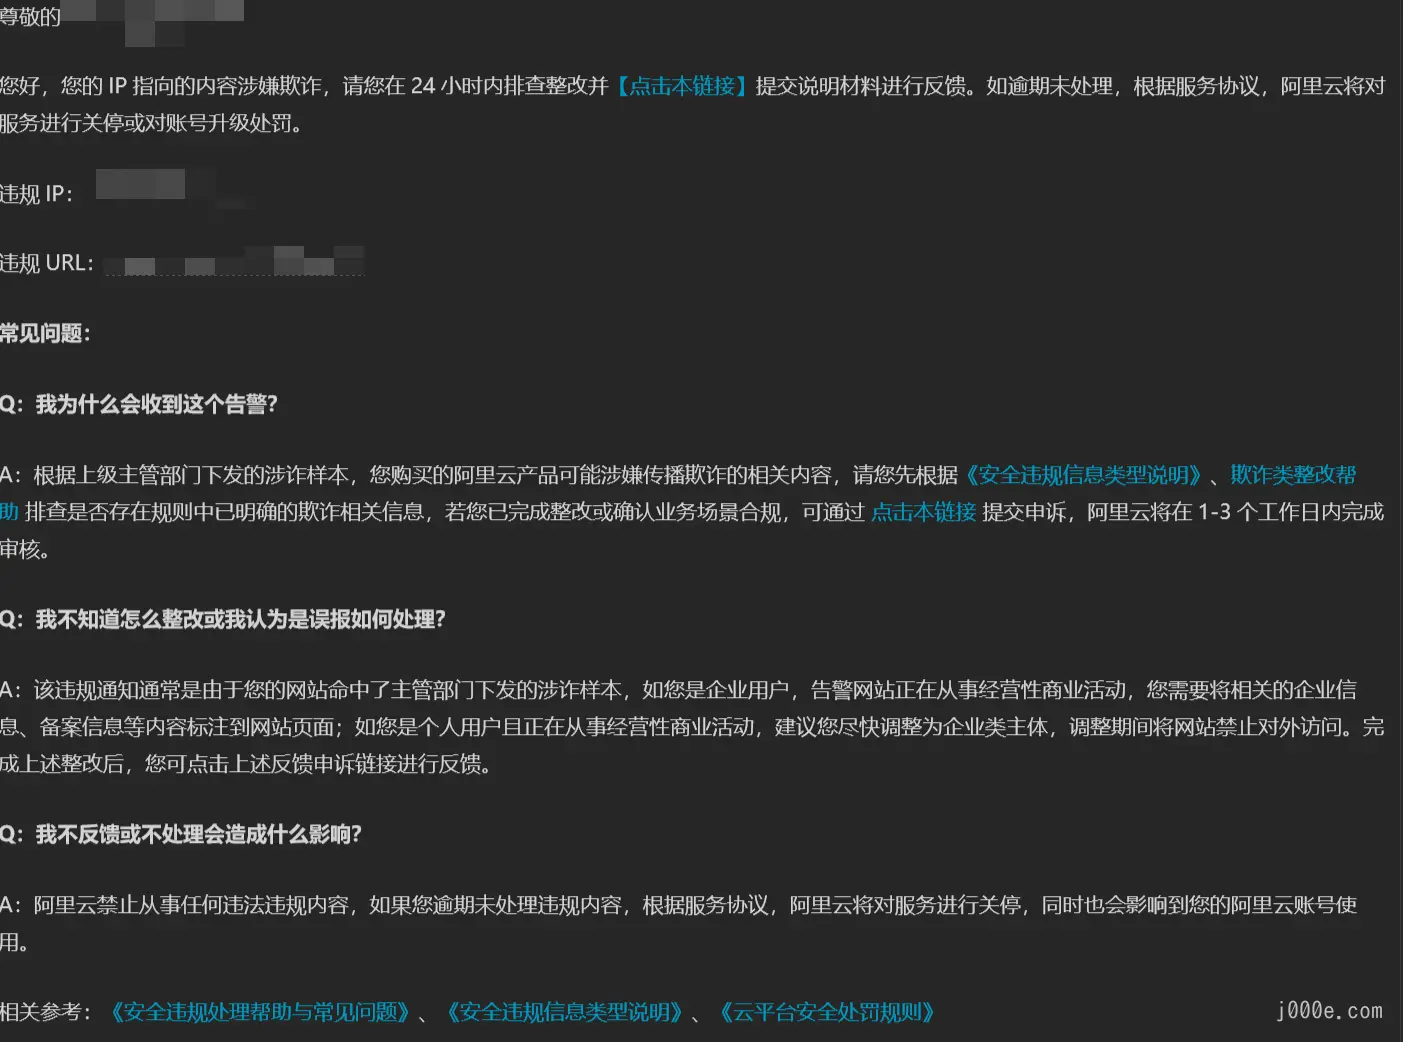 尊敬的
您好，您的 IP 指向的内容涉嫌欺诈，请您在 24 小时内排查整改并【点击本链接】提交说明材料进行反馈。如逾期未处理，根据服务协议，阿里云将对
服务进行关停或对账号升级处罚。
违规 IP：
违规 URL：
常见问题：
Q：我为什么会收到这个告警？
A：根据上级主管部门下发的涉诈样本，您购买的阿里云产品可能涉嫌传播欺诈的相关内容，请您先根据《安全违规信息类型说明》、欺诈类整改帮
助 排查是否存在规则中已明确的欺诈相关信息，若您已完成整改或确认业务场景合规，可通过 点击本链接 提交申诉，阿里云将在 1-3 个工作日内完成
审核。
Q：我不知道怎么整改或我认为是误报如何处理？
A：该违规通知通常是由于您的网站命中了主管部门下发的涉诈样本，如您是企业用户，告警网站正在从事经营性商业活动，您需要将相关的企业信
息、备案信息等内容标注到网站页面；如您是个人用户且正在从事经营性商业活动，建议您尽快调整为企业类主体，调整期间将网站禁止对外访问。完
成上述整改后，您可点击上述反馈申诉链接进行反馈。
Q：我不反馈或不处理会造成什么影响？
A：阿里云禁止从事任何违法违规内容，如果您逾期未处理违规内容，根据服务协议，阿里云将对服务进行关停，同时也会影响到您的阿里云账号使
用。
相关参考：《安全违规处理帮助与常见问题》、《安全违规信息类型说明》、《云平台安全处罚规则》
j000e.com